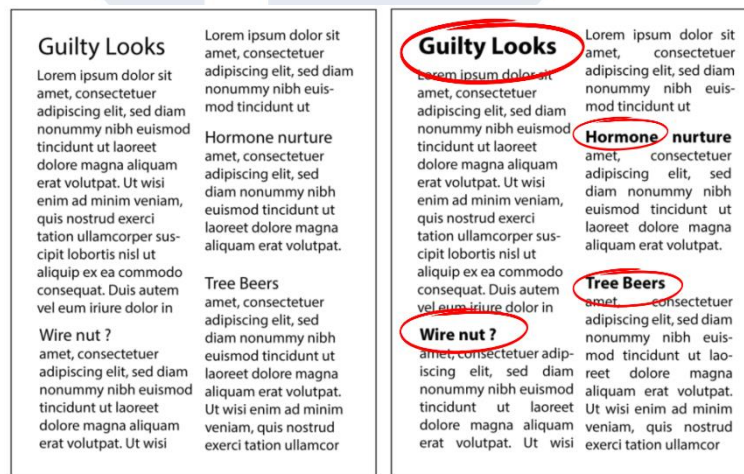 Guilty Looks
Lorem ipsum dolor sit
amet, consectetuer
adipiscing elit, sed diam
nonummy nibh euismod
tincidunt ut laoreet
dolore magna aliquam
erat volutpat. Ut wisi
enim ad minim veniam,
quis nostrud exerci
tation ullamcorper sus-
cipit lobortis nisl ut
aliquip ex ea commodo
consequat. Duis autem
vel eum iriure dolor in
Wire nut ?
amet, consectetuer
adipiscing elit, sed diam
nonummy nibh euismod
tincidunt ut laoreet
dolore magna aliquam
erat volutpat. Ut wisi
Lorem ipsum dolor sit
amet, consectetuer
adipiscing elit, sed diam
nonummy nibh euis-
mod tincidunt ut
Hormone nurture
amet, consectetuer
adipiscing elit, sed
diam nonummy nibh
euismod tincidunt ut
laoreet dolore magna
aliquam erat volutpat.
Tree Beers
amet, consectetuer
adipiscing elit, sed
diam nonummy nibh
euismod tincidunt ut
laoreet dolore magna
aliquam erat volutpat.
Ut wisi enim ad minim
veniam, quis nostrud
exerci tation ullamcor
Guilty Looks
Lorem ipsum dolor sit
amet, consectetuer
adipiscing elit, sed diam
nonummy nibh euismod
tincidunt ut laoreet
dolore magna aliquam
erat volutpat. Ut wisi
enim ad minim veniam,
quis nostrud exerci
tation ullamcorper sus-
cipit lobortis nisl ut
aliquip ex ea commodo
consequat. Duis autem
vel eum iriure dolor in
Wire nut ?
amet, consectetuer adip-
iscing elit, sed diam
nonummy nibh euismod
tincidunt ut laoreet
dolore magna aliquam
erat volutpat. Ut wisi
Lorem ipsum dolor sit
amet, consectetuer
adipiscing elit, sed diam
nonummy nibh euis-
mod tincidunt ut
Hormone nurture
amet, consectetuer
adipiscing elit, sed
diam nonummy nibh
euismod tincidunt ut
laoreet dolore magna
aliquam erat volutpat.
Tree Beers
amet, consectetuer
adipiscing elit, sed diam
nonummy nibh euis-
mod tincidunt ut lao-
reet dolore magna
aliquam erat volutpat.
Ut wisi enim ad minim
veniam, quis nostrud
exerci tation ullamcor